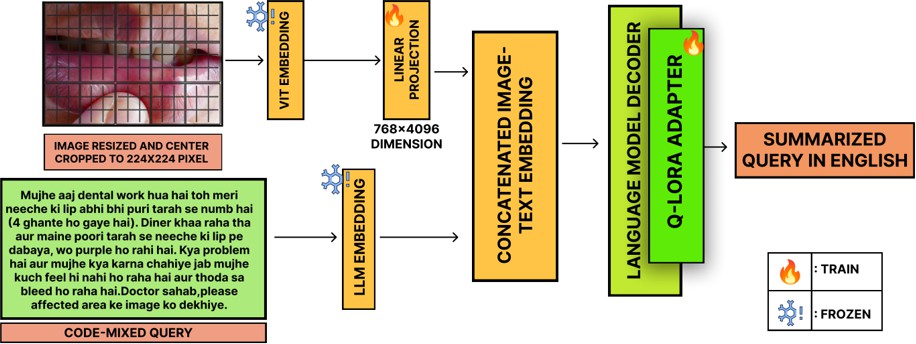 IMAGE RESIZED AND CENTER
CROPPED TO 224X224 PIXEL
VIT EMBEDDING
LINEAR
PROJECTION
768×4096
DIMENSION
Mujhe aaj dental work hua hai toh meri
neeche ki lip abhi bhi puri tarah se numb hai
(4 ghante ho gaye hai). Diner khaa raha tha
aur maine poori tarah se neeche ki lip pe
dabaya, wo purple ho rahi hai. Kya problem
hai aur mujhe kya karna chahiye jab mujhe
kuch feel hi nahi ho raha hai aur thoda sa
bleed ho raha hai.Doctor sahab,please
affected area ke image ko dekhiye.
CODE-MIXED QUERY
LLM EMBEDDING
CONCATENATED IMAGE-
TEXT EMBEDDING
LANGUAGE MODEL DECODER
Q-LORA ADAPTER
SUMMARIZED
QUERY IN ENGLISH
: TRAIN
: FROZEN